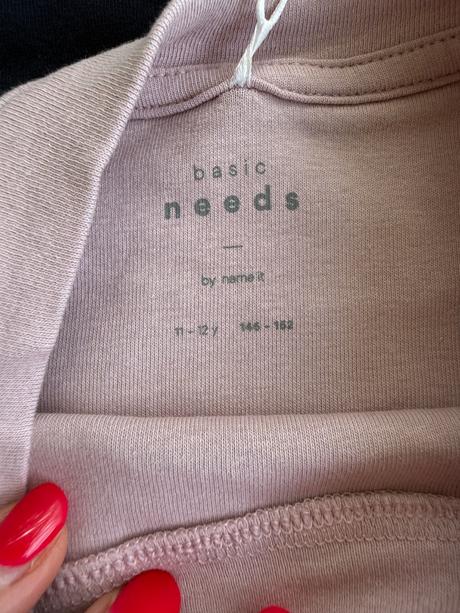 basic
needs
by name it
11 - 12 y 146 - 152